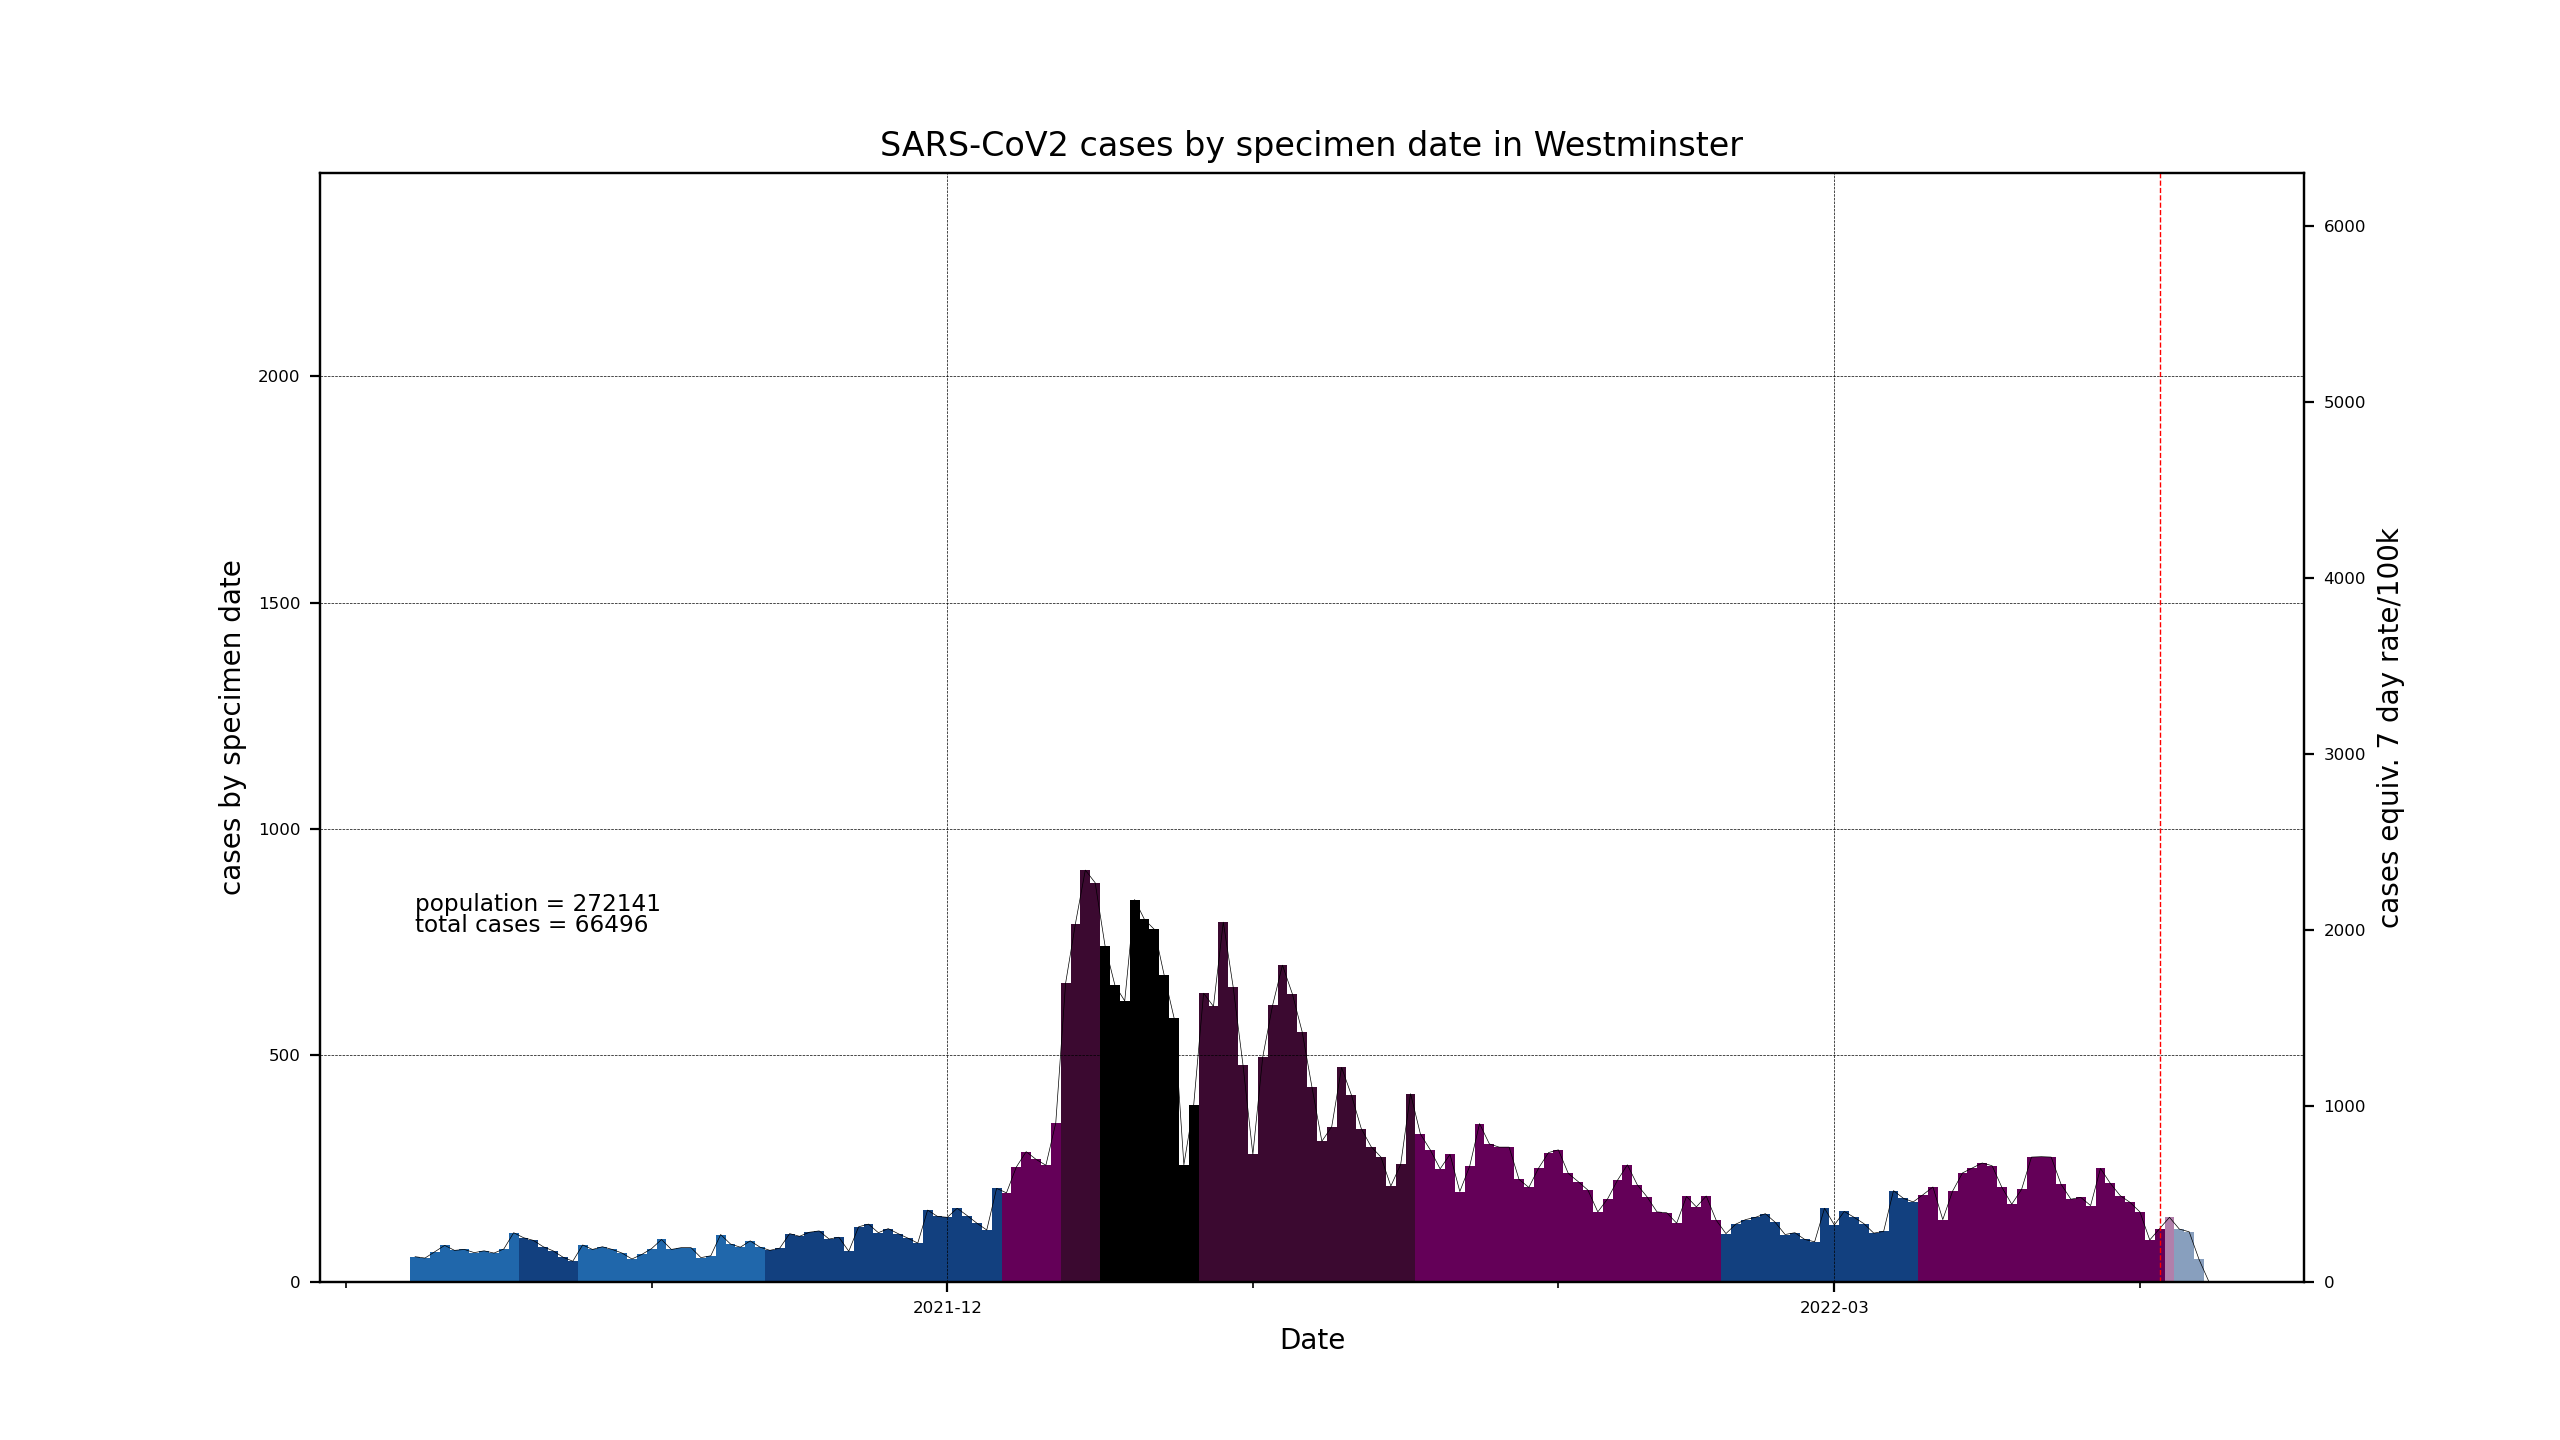 SARS-CoV2 cases by specimen date in Westminster
cases by specimen date
2000
1500
1000
500
0
population = 272141
total cases = 66496
6000
5000
4000
3000
2000
1000
0
cases equiv. 7 day rate/100k
2021-12
2022-03
Date